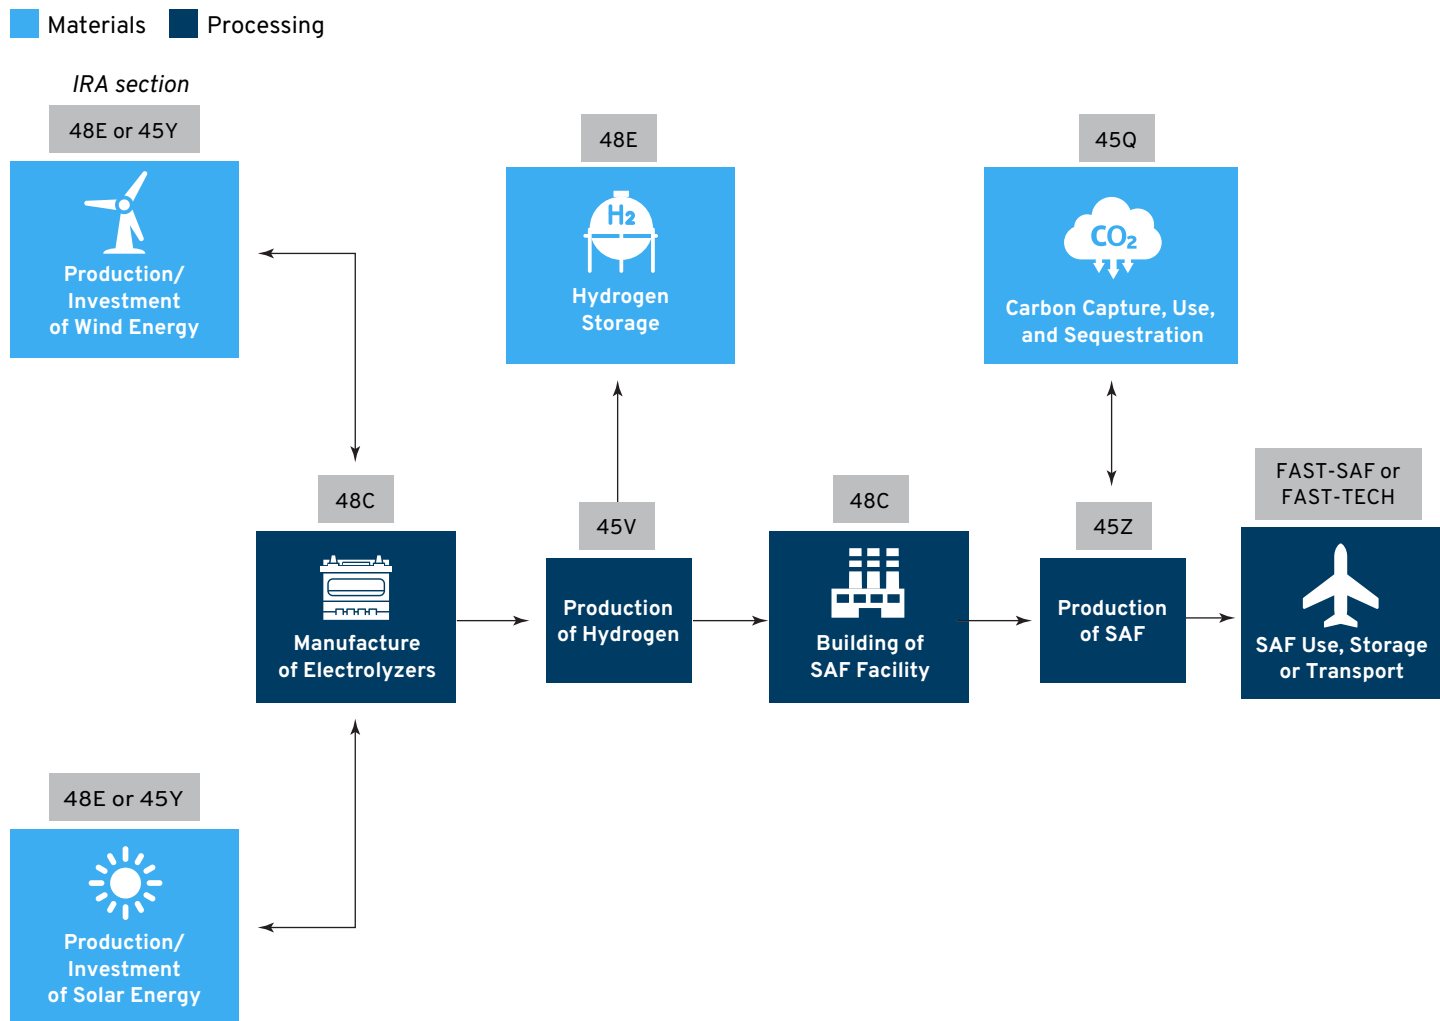 Materials
Processing
IRA section
48E or 45Y
Production/
Investment
of Wind Energy
48E
H2
Hydrogen
Storage
45Q
CO2
Carbon Capture, Use,
and Sequestration
48C
Manufacture
of Electrolyzers
45V
Production
of Hydrogen
48C
Building of
SAF Facility
45Z
Production
of SAF
FAST-SAF or
FAST-TECH
SAF Use, Storage
or Transport
48E or 45Y
Production/
Investment
of Solar Energy